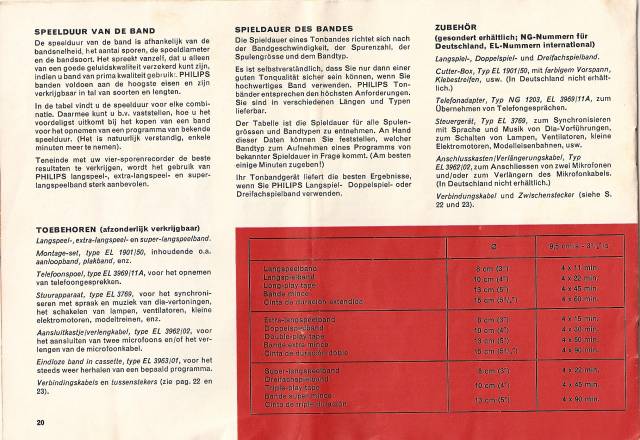 SPEELDUUR VAN DE BAND
De speelduur van de band is afhankelijk van de
bandsnelheid, het aantal sporen, de spoeldiameter
en de bandsoort. Het spreekt vanzelf, dat u alleen
van een goede geluidskwaliteit verzekerd kunt zijn,
indien u band van prima kwaliteit gebruikt. PHILIPS
banden voldoen aan de hoogste eisen en zijn
verkrijgbaar in tal van soorten en lengten.
In de tabel vindt u de speelduur voor elke combi-
natie. Daarmee kunt u b.v. vaststellen, hoe u het
voordeligst uitkomt bij het kopen van een band
voor het opnemen van een programma van bekende
speelduur. (Het is natuurlijk verstandig, enkele
minuten meer te nemen).
Teneinde met uw vier-sporenrecorder de beste
resultaten te verkrijgen, wordt het gebruik van
PHILIPS langspeel-, extra-langspeel- en super-
langspeelband sterk aanbevolen.
SPIELDAUER DES BANDES
Die Spieldauer eines Tonbandes richtet sich nach
der Bandgeschwindigkeit, der Spurenzahl, der
Spulengrösse und dem Bandtyp.
Es ist selbstverständlich, dass Sie nur dann einer
guten Tonqualität sicher sein können, wenn Sie
hochwertiges Band verwenden. PHILIPS Ton-
bänder entsprechen den höchsten Anforderungen.
Sie sind in verschiedenen Längen und Typen
lieferbar.
Der Tabelle ist die Spieldauer für alle Spulen-
grössen und Bandtypen zu entnehmen. An Hand
dieser Daten können Sie feststellen, welcher
Bandtyp zum Aufnehmen eines Programms von
bekannter Spieldauer in Frage kommt. (Am besten
einige Minuten zugeben!)
Ihr Tonbandgerät liefert die besten Ergebnisse,
wenn Sie PHILIPS Langspiel- Doppelspiel- oder
Dreifachspielband verwenden.
ZUBEHÖR
(gesondert erhältlich; NG-Nummern für
Deutschland, EL-Nummern international)
Langspiel-, Doppelspiel- und Dreifachspielband.
Cutter-Box, Typ EL 1901/50, mit farbigem Vorspann,
Klebestreifen, usw. (In Deutschland nicht erhält-
lich.)
Telefonadapter, Typ NG 1203, EL 3969/11A, zum
Übernehmen von Telefongesprächen.
Steuergerät, Typ EL 3769, zum Synchronisieren
mit Sprache und Musik von Dia-Vorführungen,
zum Schalten von Lampen, Ventilatoren, kleine
Elektromotoren, Modelleisenbahnen, usw.
Anschlusskasten/Verlängerungskabel, Typ
EL 3962/02, zum Anschliessen von zwei Mikrofonen
und/oder zum Verlängern des Mikrofonkabels.
(In Deutschland nicht erhältlich.)
Verbindungskabel und Zwischenstecker (siehe S.
22 und 23).
TOEBEHOREN (afzonderlijk verkrijgbaar)
Langspeel-, extra-langspeel- en super-langspeelband.
Montage-set, type EL 1901/50, inhoudende o.a.
aanloopband, plakband, enz.
Telefoonspoel, type EL 3969/11A, voor het opnemen
van telefoongesprekken.
Stuurapparaat, type EL 3769, voor het synchroni-
seren met spraak en muziek van dia-vertoningen,
het schakelen van lampen, ventilatoren, kleine
elektromotoren, modeltreinen, enz.
Aansluitkastje/verlengkabel, type EL 3962/02, voor
het aansluiten van twee microfoons en/of het ver-
lengen van de microfoonkabel.
Eindloze band in cassette, type EL 3963/01, voor het
steeds weer herhalen van een bepaald programma.
Verbindingskabels en tussenstekers (zie pag. 22 en
23).
Ø 9,5 cm/s - 3¾"/s
Langspeelband 8 cm (3") 4 x 11 min.
Langspielband 10 cm (4") 4 x 22 min.
Long-play tape 13 cm (5") 4 x 45 min.
Bande mince
Cinta de duración extendida 15 cm (5¾") 4 x 60 min.
Extra-langspeelband 8 cm (3") 4 x 15 min.
Doppelspielband 10 cm (4") 4 x 30 min.
Double-play tape 13 cm (5") 4 x 60 min.
Bande extra mince
Cinta de duración doble 15 cm (5¾") 4 x 90 min.
Super-langspeelband 8 cm (3") 4 x 22 min.
Dreifachspielband
Triple-play tape 10 cm (4") 4 x 45 min.
Bande super mince
Cinta de triple duración 13 cm (5") 4 x 90 min.
20